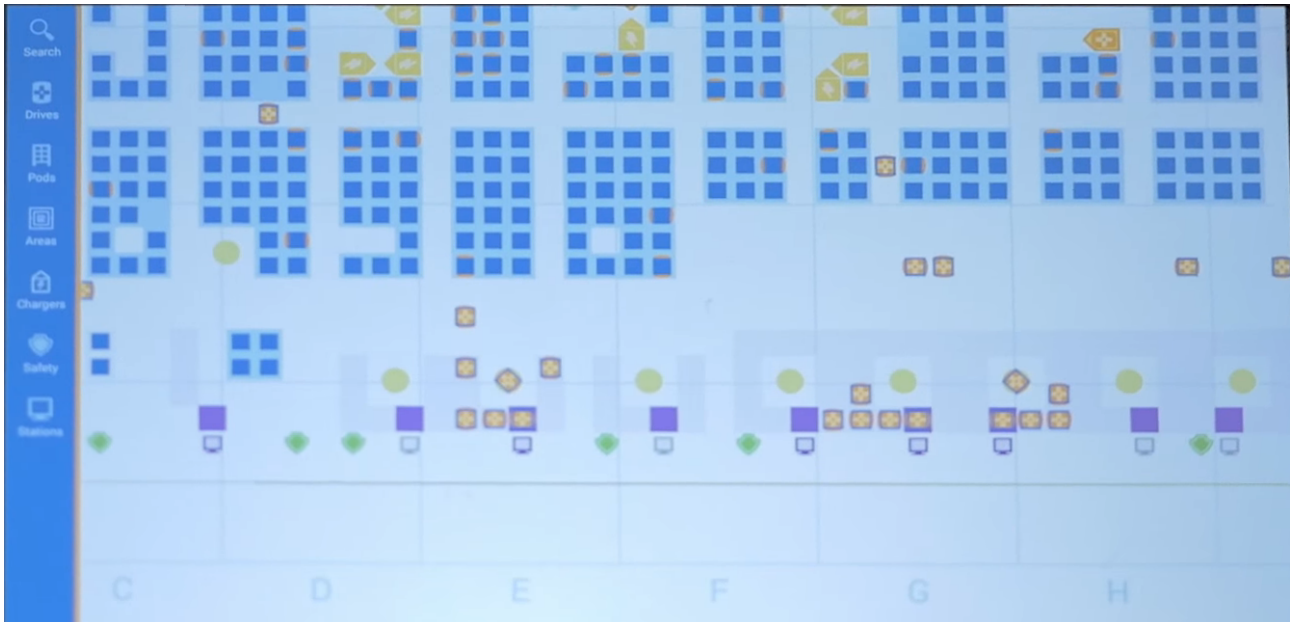 Search
Drives
Pods
Areas
Chargers
Safety
Stations
C D E F G H